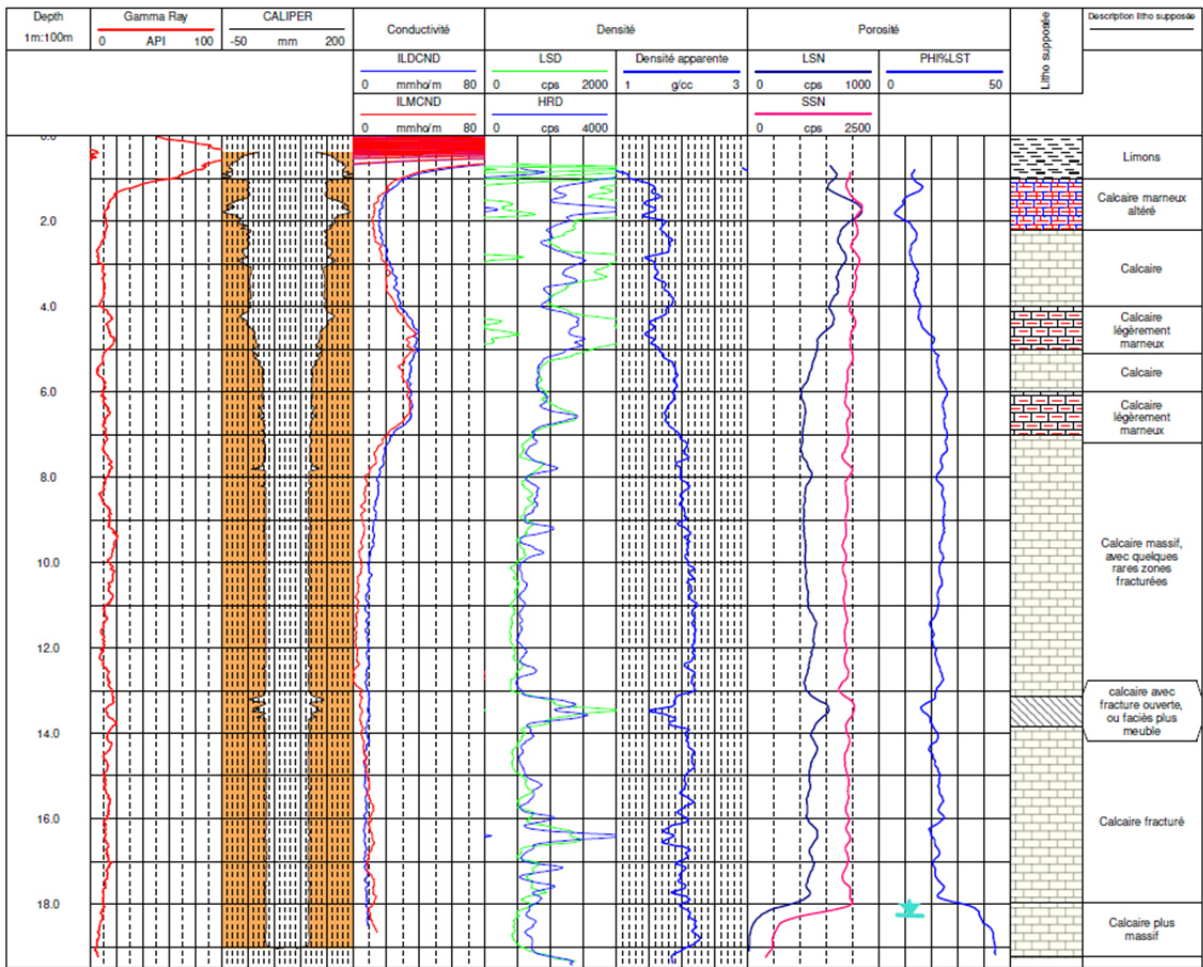 Depth
1m:100m
Gamma Ray
0 API 100
CALIPER
-50 mm 200
Conductivité
ILDCND
0 mmho/m 80
ILMCND
0 mmho/m 80
Densité
LSD
0 cps 2000
HRD
0 cps 4000
Densité apparente
1 g/cc 3
Porosité
LSN
0 cps 1000
SSN
0 cps 2500
PHI%LST
0 50
Litho supposée
Description litho supposée
0.0
Limons
2.0
Calcaire marneux
altéré
Calcaire
4.0
Calcaire
légèrement
marneux
Calcaire
6.0
Calcaire
légèrement
marneux
8.0
10.0
Calcaire massif,
avec quelques
rares zones
fracturées
12.0
calcaire avec
fracture ouverte,
ou faciès plus
meuble
14.0
16.0
Calcaire fracturé
18.0
Calcaire plus
massif